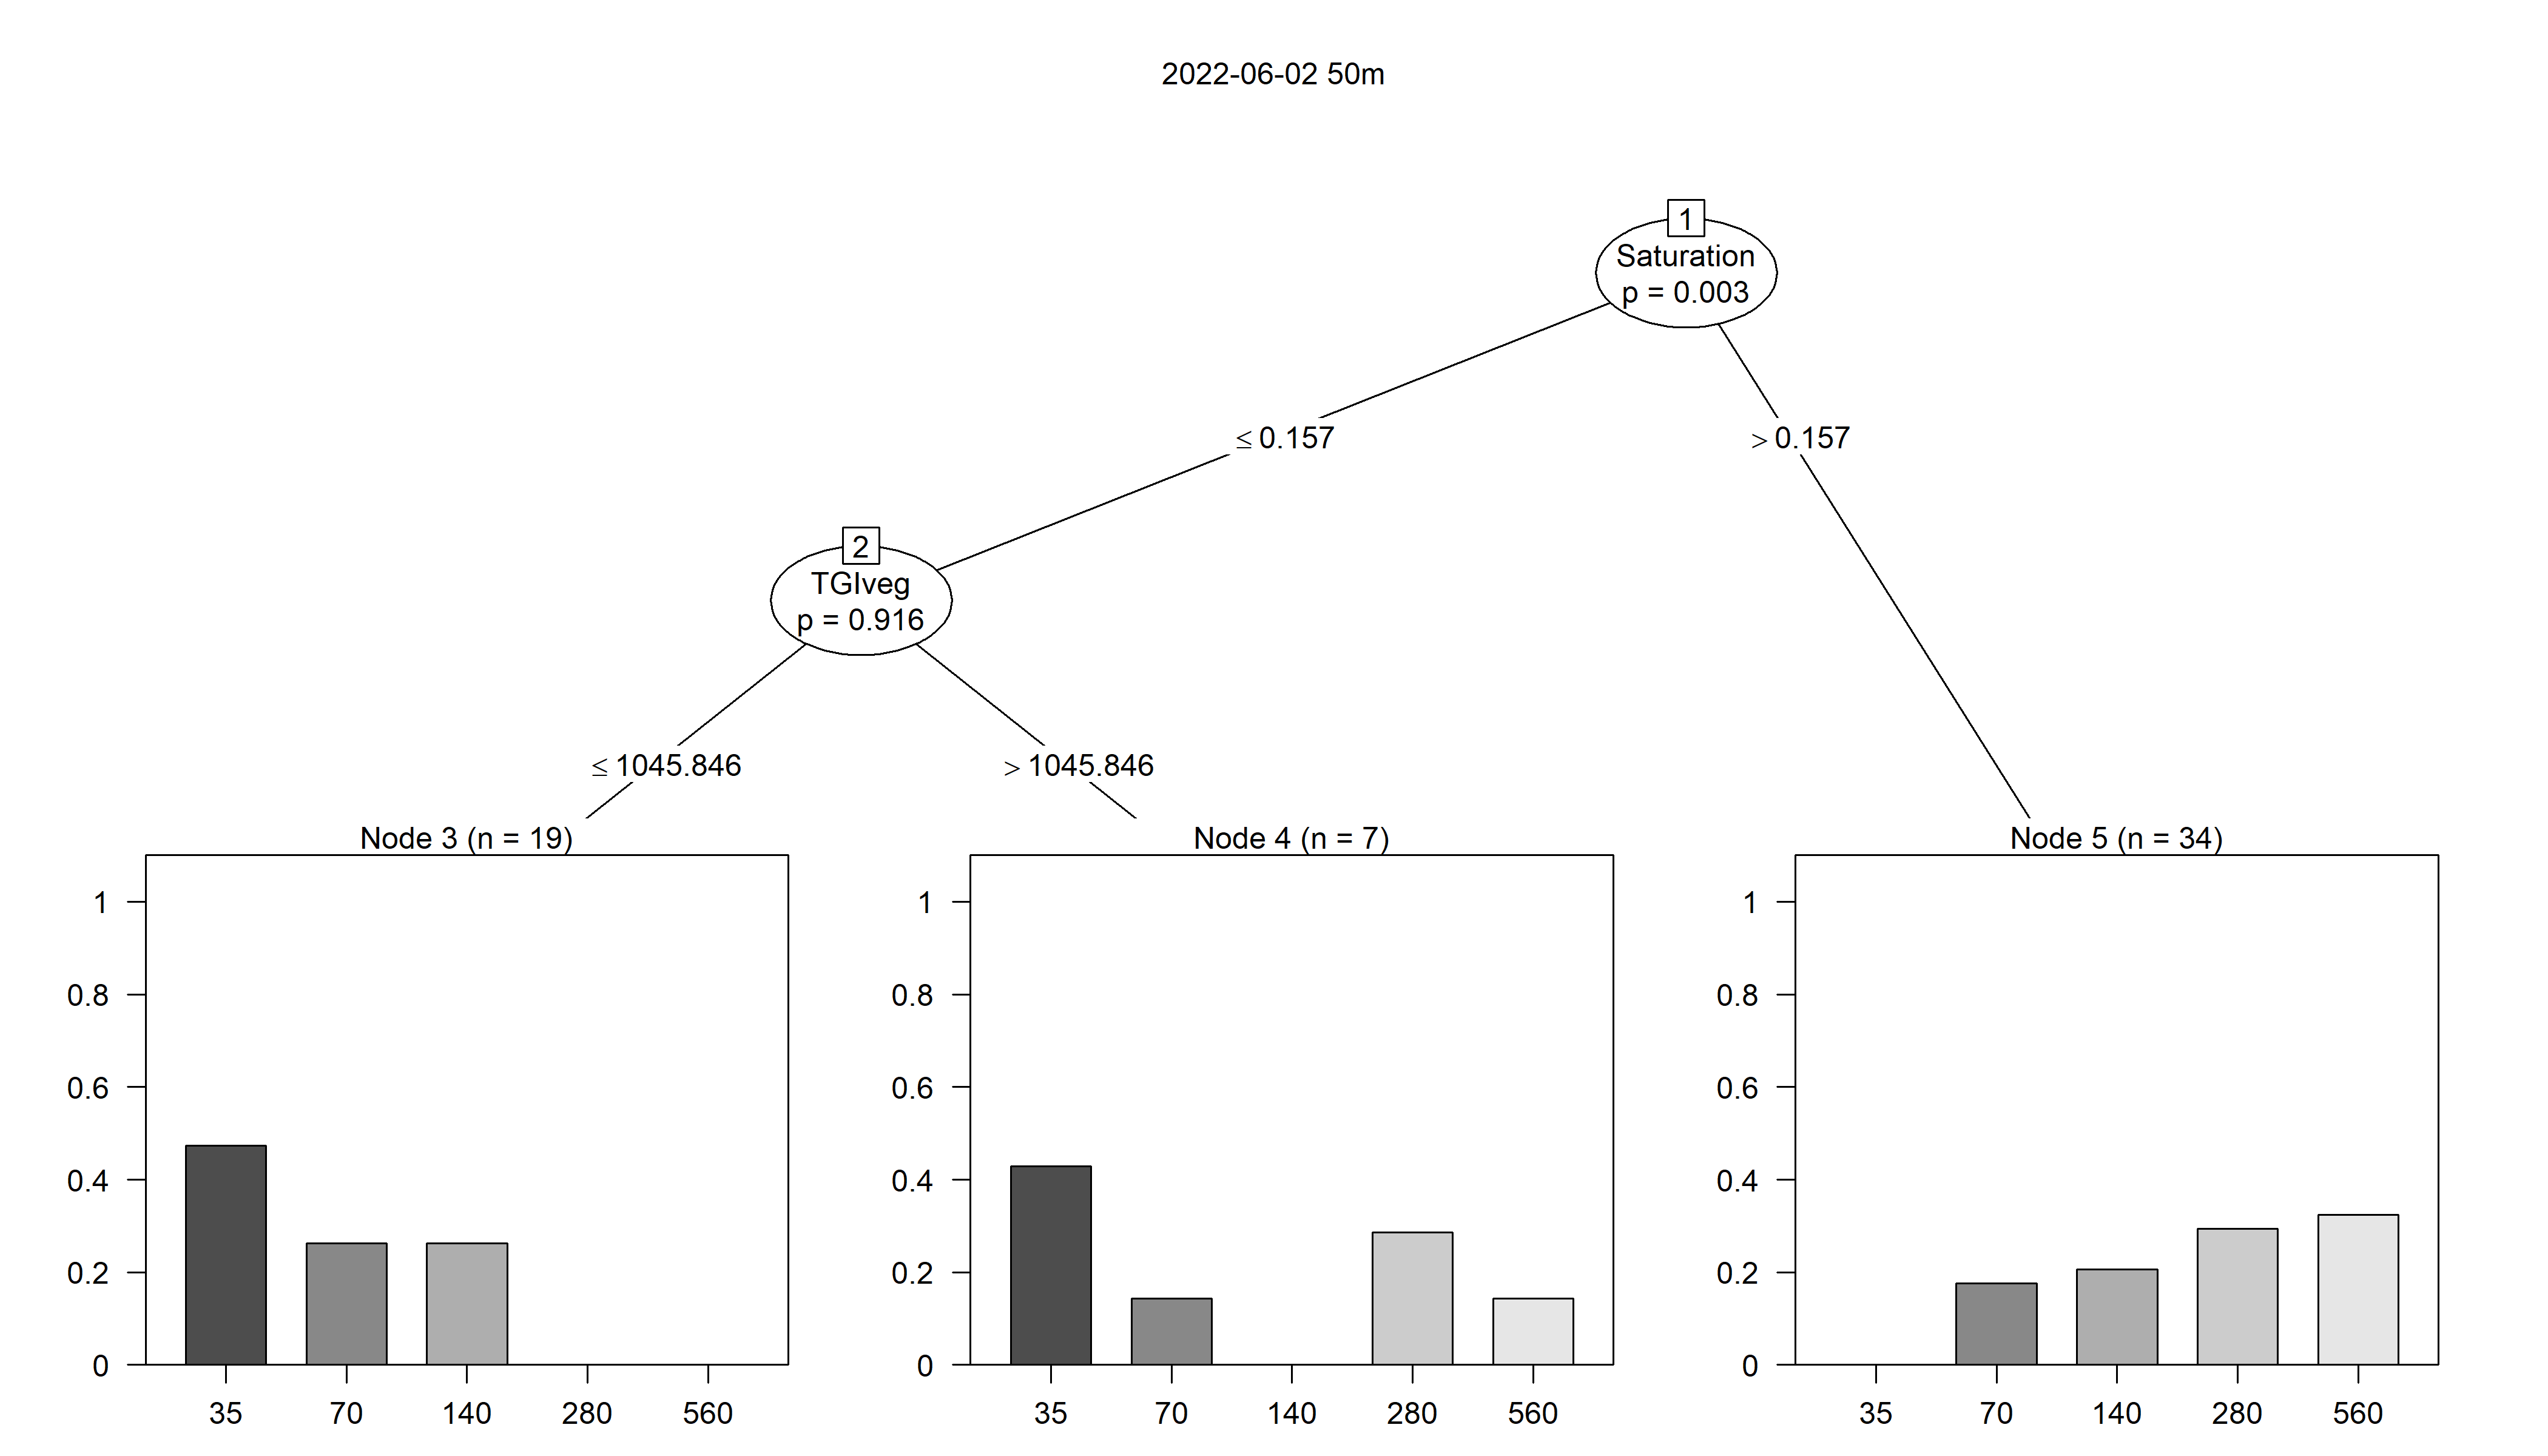 2022-06-02 50m
1
Saturation
p = 0.003
≤ 0.157
> 0.157
2
TGIveg
p = 0.916
≤ 1045.846
> 1045.846
Node 3 (n = 19)
1
0.8
0.6
0.4
0.2
0
35 70 140 280 560
Node 4 (n = 7)
1
0.8
0.6
0.4
0.2
0
35 70 140 280 560
Node 5 (n = 34)
1
0.8
0.6
0.4
0.2
0
35 70 140 280 560